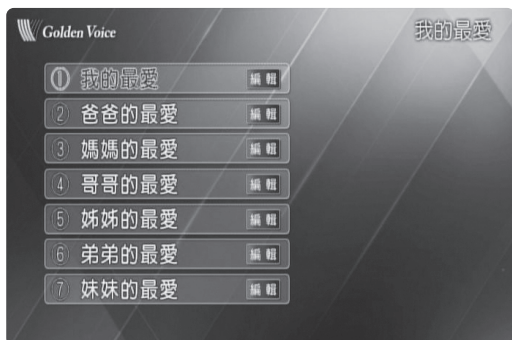 Golden Voice
我的最愛
① 我的最愛 編輯
② 爸爸的最愛 編輯
③ 媽媽的最愛 編輯
④ 哥哥的最愛 編輯
⑤ 姊姊的最愛 編輯
⑥ 弟弟的最愛 編輯
⑦ 妹妹的最愛 編輯